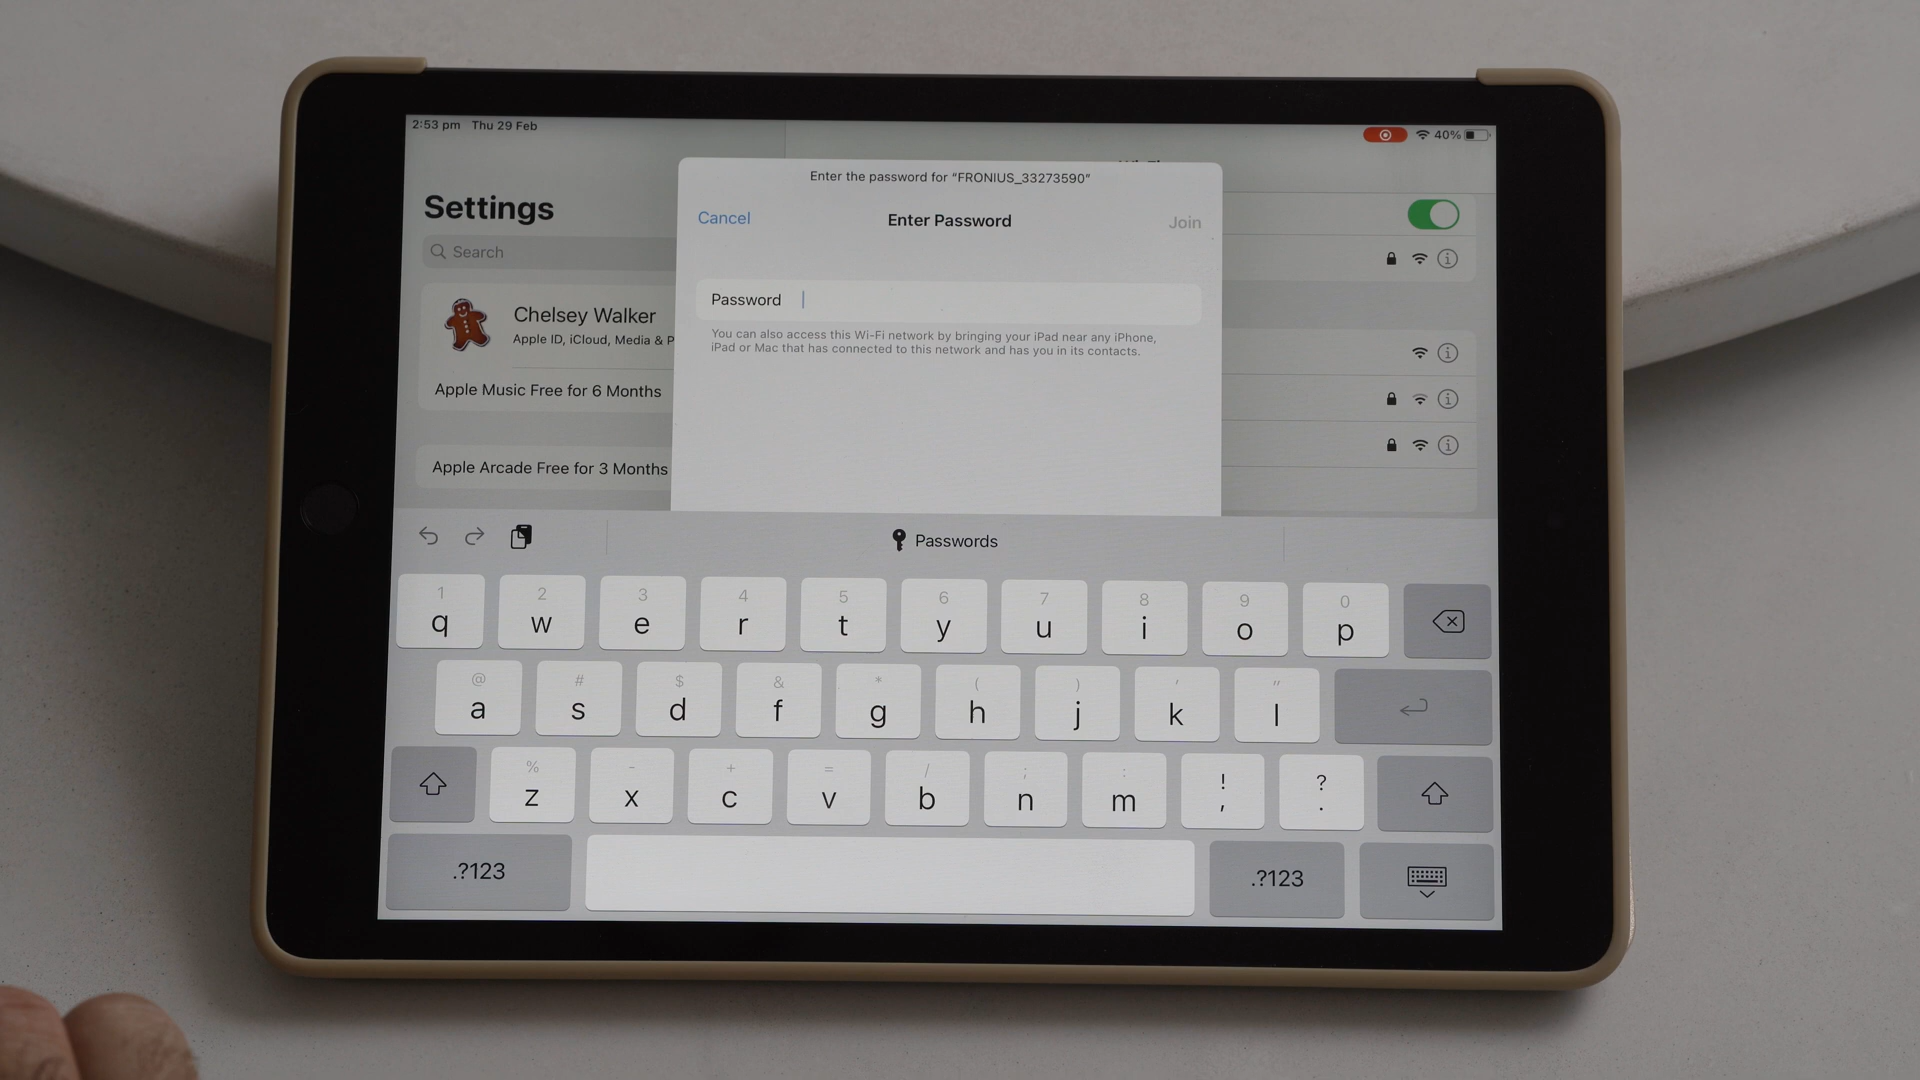 2:53 pm Thu 29 Feb
40%
Enter the password for “FRONIUS_33273590”
Cancel
Enter Password
Join
Settings
Search
Password
You can also access this Wi-Fi network by bringing your iPad near any iPhone,
iPad or Mac that has connected to this network and has you in its contacts.
Chelsey Walker
Apple ID, iCloud, Media & P
Apple Music Free for 6 Months
Apple Arcade Free for 3 Months
Passwords
1 2 3 4 5 6 7 8 9 0
q w e r t y u i o p
@ # $ & * ( ) ' "
a s d f g h j k l
% - + = / ; : ! ?
z x c v b n m , .
.?123 .?123